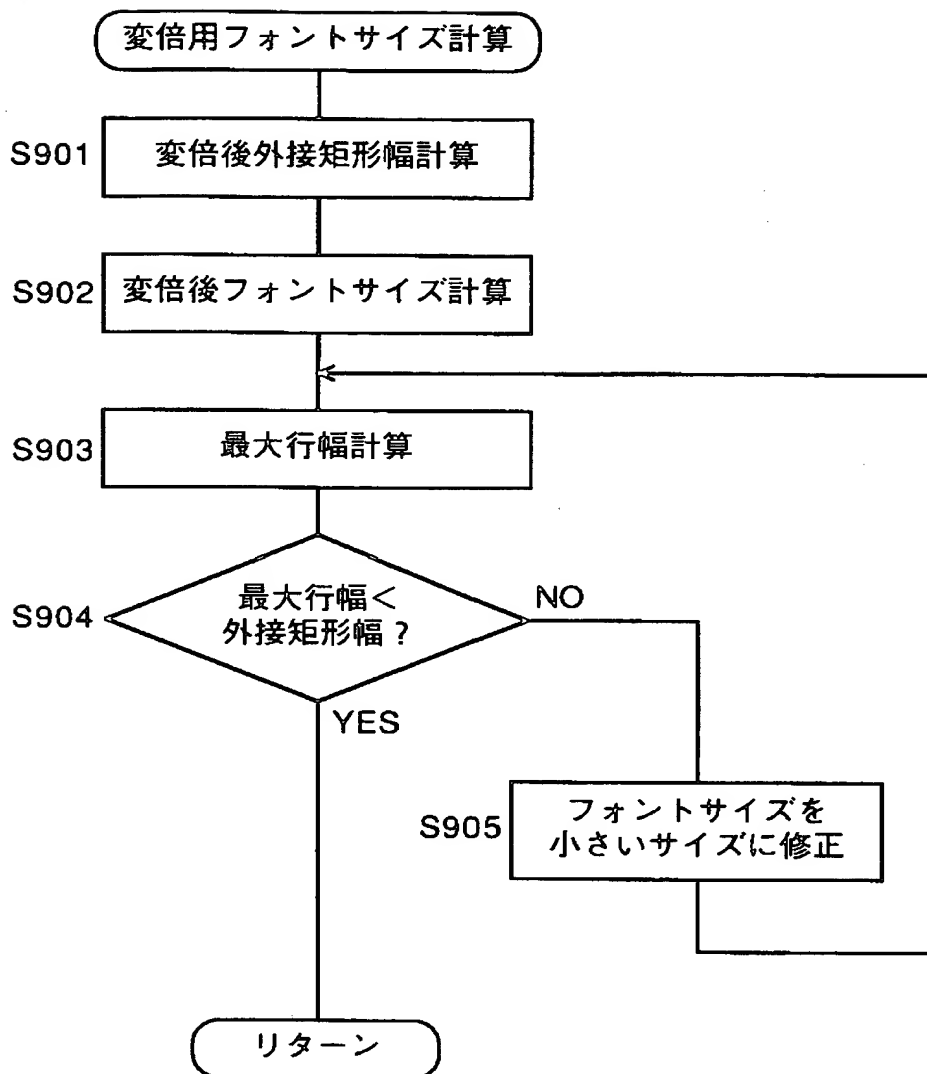 変倍用フォントサイズ計算
S901
変倍後外接矩形幅計算
S902
変倍後フォントサイズ計算
S903
最大行幅計算
S904
最大行幅<
外接矩形幅?
NO
YES
S905
フォントサイズを
小さいサイズに修正
リターン